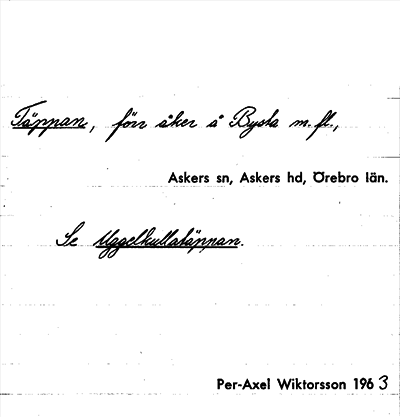 Täppan, förr åker å Bysta m.fl.,
Askers sn, Askers hd, Örebro län.
Se Uggelkullatäppan.
Per-Axel Wiktorsson 1963